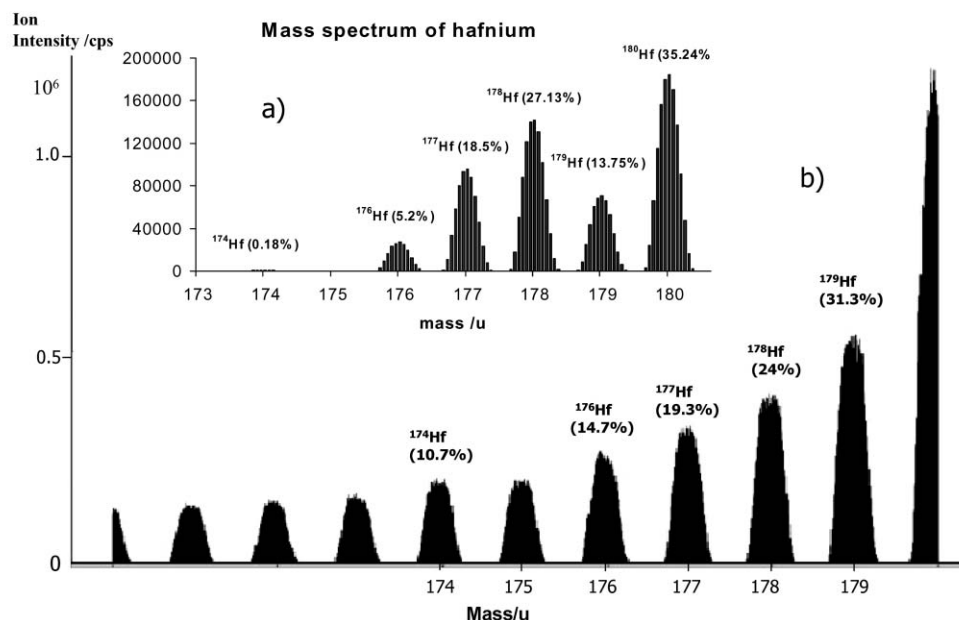 Ion
Intensity /cps
Mass spectrum of hafnium
200000
160000
120000
80000
40000
0
a)
¹⁷⁴Hf (0.18%)
¹⁷⁶Hf (5.2%)
¹⁷⁷Hf (18.5%)
¹⁷⁸Hf (27.13%)
¹⁷⁹Hf (13.75%)
¹⁸⁰Hf (35.24%
173 174 175 176 177 178 179 180
mass /u
b)
10⁶
1.0
0.5
0
¹⁷⁴Hf
(10.7%)
¹⁷⁶Hf
(14.7%)
¹⁷⁷Hf
(19.3%)
¹⁷⁸Hf
(24%)
¹⁷⁹Hf
(31.3%)
174 175 176 177 178 179
Mass/u